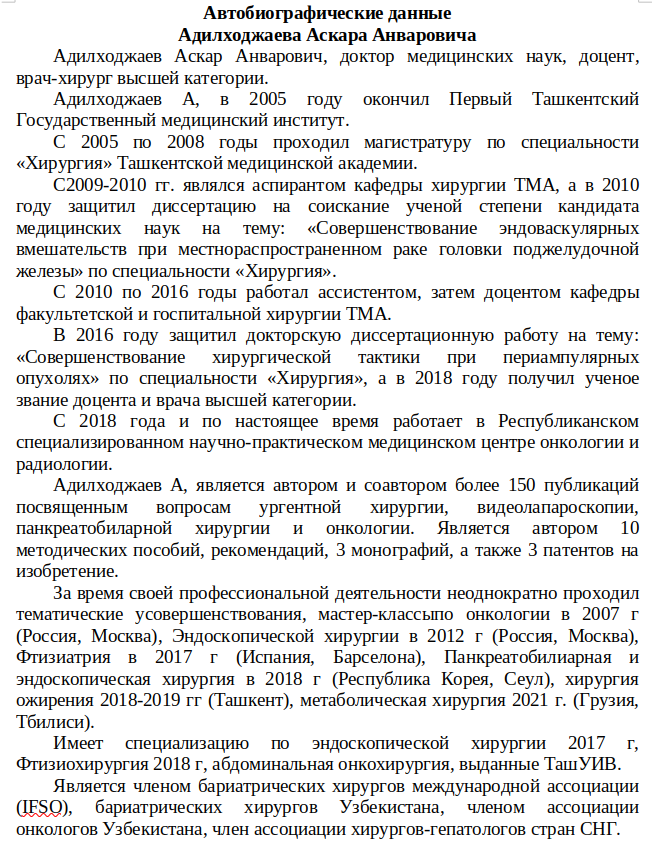 Автобиографические данные
Адилходжаева Аскара Анваровича
Адилходжаев Аскар Анварович, доктор медицинских наук, доцент,
врач-хирург высшей категории.
Адилходжаев А, в 2005 году окончил Первый Ташкентский
Государственный медицинский институт.
С 2005 по 2008 годы проходил магистратуру по специальности
«Хирургия» Ташкентской медицинской академии.
С2009-2010 гг. являлся аспирантом кафедры хирургии ТМА, а в 2010
году защитил диссертацию на соискание ученой степени кандидата
медицинских наук на тему: «Совершенствование эндоваскулярных
вмешательств при местнораспространенном раке головки поджелудочной
железы» по специальности «Хирургия».
С 2010 по 2016 годы работал ассистентом, затем доцентом кафедры
факультетской и госпитальной хирургии ТМА.
В 2016 году защитил докторскую диссертационную работу на тему:
«Совершенствование хирургической тактики при периампулярных
опухолях» по специальности «Хирургия», а в 2018 году получил ученое
звание доцента и врача высшей категории.
С 2018 года и по настоящее время работает в Республиканском
специализированном научно-практическом медицинском центре онкологии и
радиологии.
Адилходжаев А, является автором и соавтором более 150 публикаций
посвященным вопросам ургентной хирургии, видеолапароскопии,
панкреатобиларной хирургии и онкологии. Является автором 10
методических пособий, рекомендаций, 3 монографий, а также 3 патентов на
изобретение.
За время своей профессиональной деятельности неоднократно проходил
тематические усовершенствования, мастер-классыпо онкологии в 2007 г
(Россия, Москва), Эндоскопической хирургии в 2012 г (Россия, Москва),
Фтизиатрия в 2017 г (Испания, Барселона), Панкреатобилиарная и
эндоскопическая хирургия в 2018 г (Республика Корея, Сеул), хирургия
ожирения 2018-2019 гг (Ташкент), метаболическая хирургия 2021 г. (Грузия,
Тбилиси).
Имеет специализацию по эндоскопической хирургии 2017 г,
Фтизиохирургия 2018 г, абдоминальная онкохирургия, выданные ТашУИВ.
Является членом бариатрических хирургов международной ассоциации
(IFSO), бариатрических хирургов Узбекистана, членом ассоциации
онкологов Узбекистана, член ассоциации хирургов-гепатологов стран СНГ.